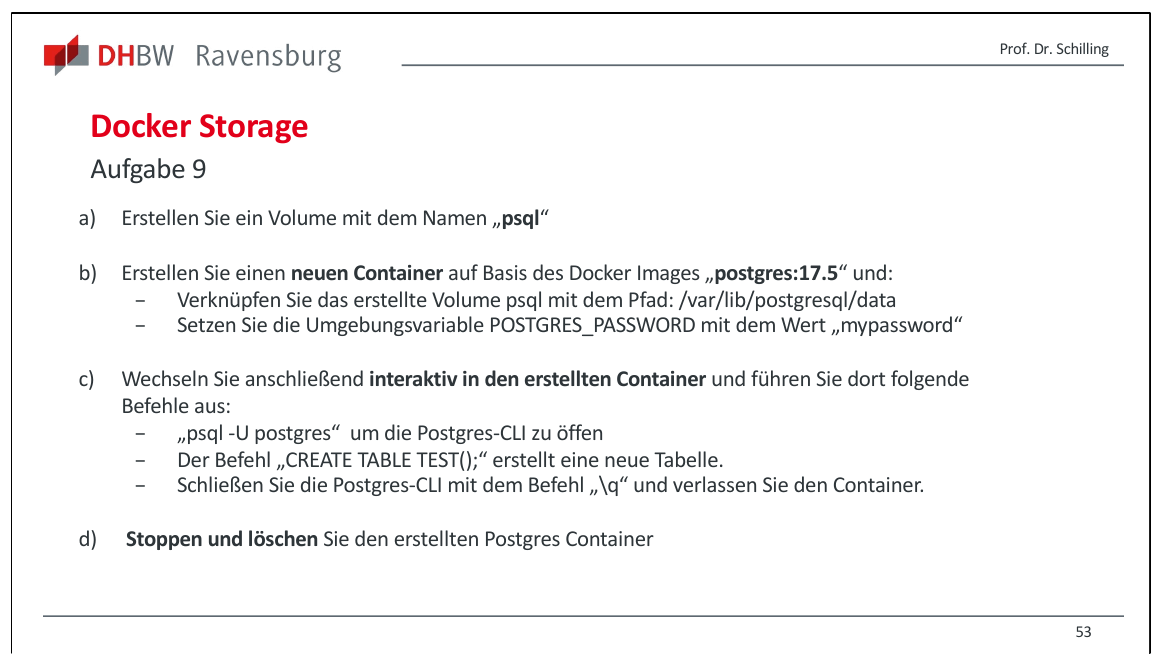 DHBW Ravensburg
Prof. Dr. Schilling
Docker Storage
Aufgabe 9
a) Erstellen Sie ein Volume mit dem Namen „psql“
b) Erstellen Sie einen neuen Container auf Basis des Docker Images „postgres:17.5“ und:
– Verknüpfen Sie das erstellte Volume psql mit dem Pfad: /var/lib/postgresql/data
– Setzen Sie die Umgebungsvariable POSTGRES_PASSWORD mit dem Wert „mypassword“
c) Wechseln Sie anschließend interaktiv in den erstellten Container und führen Sie dort folgende
Befehle aus:
– „psql -U postgres“ um die Postgres-CLI zu öffen
– Der Befehl „CREATE TABLE TEST();“ erstellt eine neue Tabelle.
– Schließen Sie die Postgres-CLI mit dem Befehl „\q“ und verlassen Sie den Container.
d) Stoppen und löschen Sie den erstellten Postgres Container
53